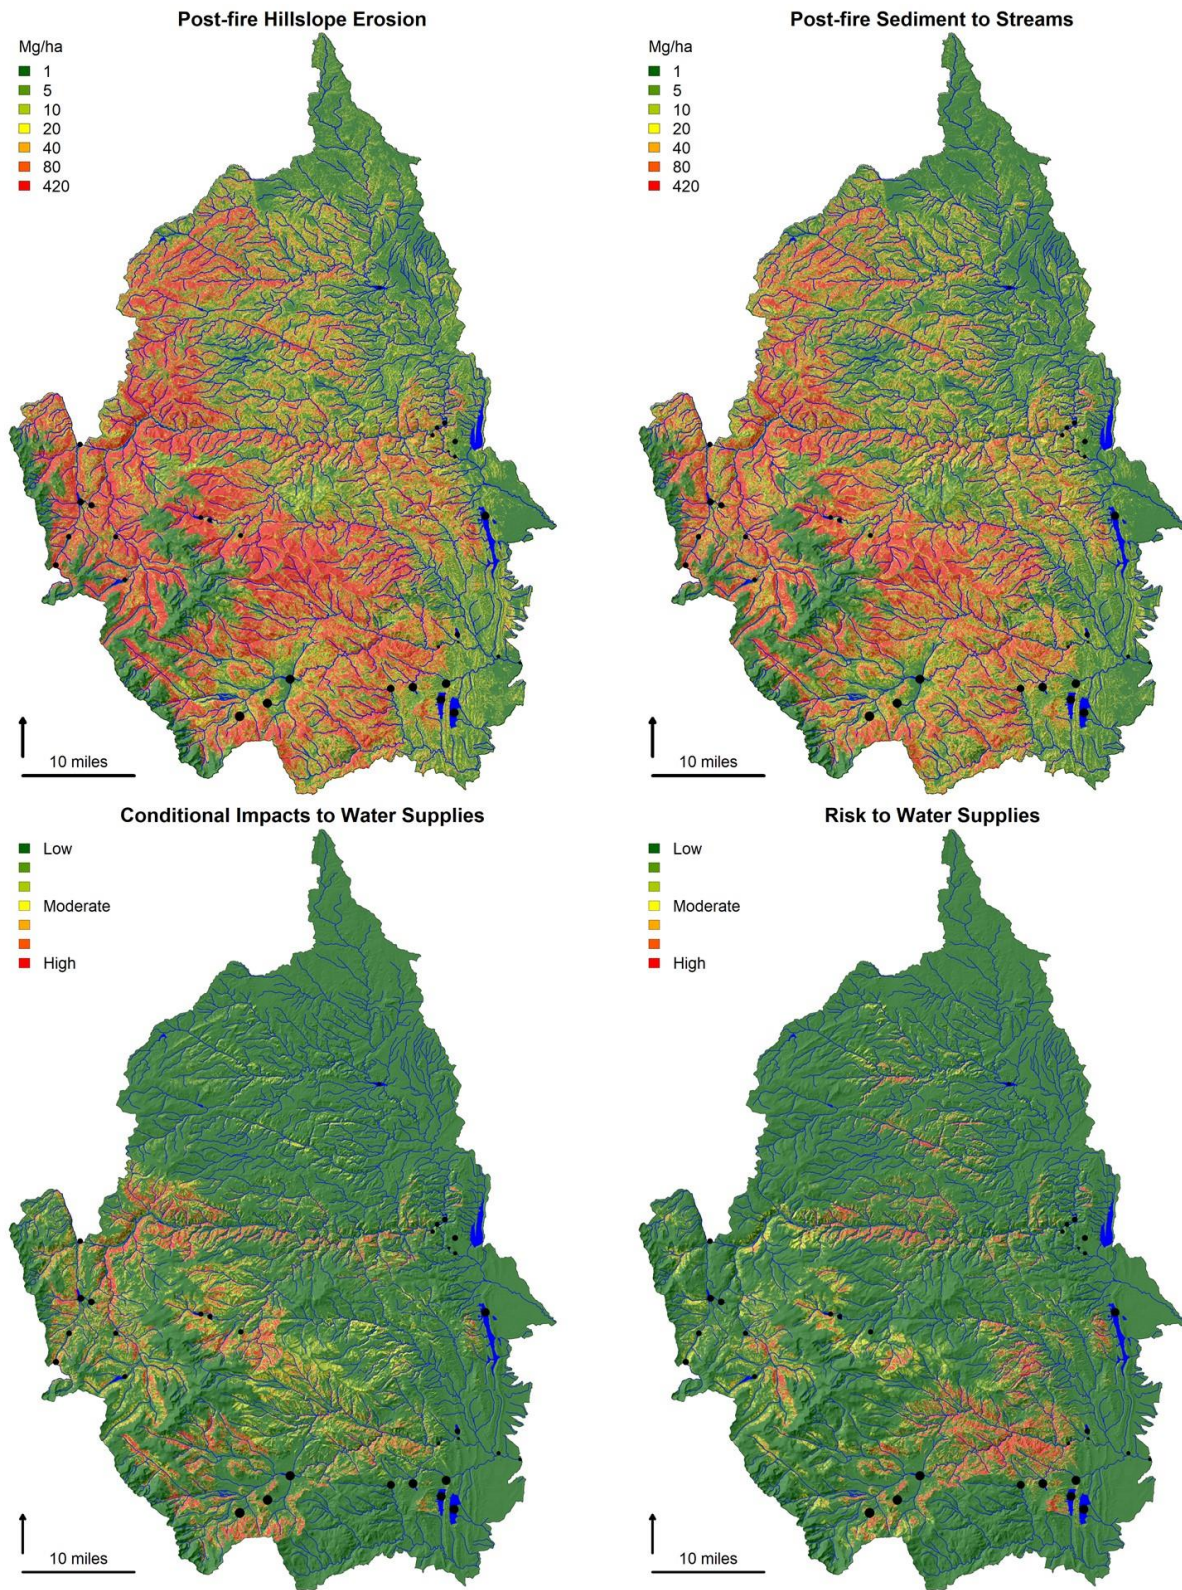 Post-fire Hillslope Erosion
Mg/ha
1
5
10
20
40
80
420
10 miles
Post-fire Sediment to Streams
Mg/ha
1
5
10
20
40
80
420
10 miles
Conditional Impacts to Water Supplies
Low
Moderate
High
10 miles
Risk to Water Supplies
Low
Moderate
High
10 miles